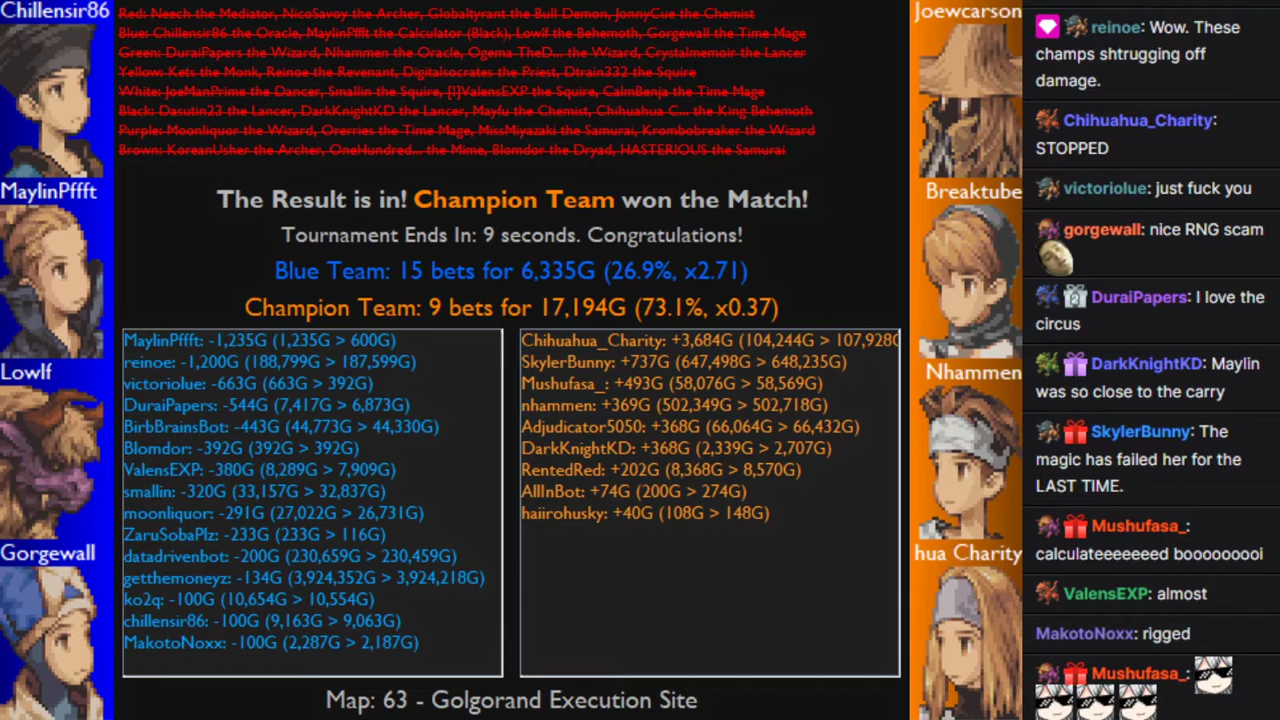 Chillensir86
MaylinPffft
Lowlf
Gorgewall
Red: Neech the Mediator, NicoSavoy the Archer, Globaltyrant the Bull Demon, JonnyCue the Chemist
Blue: Chillensir86 the Oracle, MaylinPffft the Calculator (Black), Lowlf the Behemoth, Gorgewall the Time Mage
Green: DuraiPapers the Wizard, Nhammen the Oracle, Ogema TheD... the Wizard, Crystalmemoir the Lancer
Yellow: Kets the Monk, Reinoe the Revenant, Digitalsocrates the Priest, Dtrain332 the Squire
White: JoeManPrime the Dancer, Smallin the Squire, [!]ValensEXP the Squire, CalmBenja the Time Mage
Black: Dasutin23 the Lancer, DarkKnightKD the Lancer, Mayfu the Chemist, Chihuahua C... the King Behemoth
Purple: Moonliquor the Wizard, Orerries the Time Mage, MissMiyazaki the Samurai, Krombobreaker the Wizard
Brown: KoreanUsher the Archer, OneHundred... the Mime, Blomdor the Dryad, HASTERIOUS the Samurai
The Result is in! Champion Team won the Match!
Tournament Ends In: 9 seconds. Congratulations!
Blue Team: 15 bets for 6,335G (26.9%, x2.71)
Champion Team: 9 bets for 17,194G (73.1%, x0.37)
MaylinPffft: -1,235G (1,235G > 600G)
reinoe: -1,200G (188,799G > 187,599G)
victoriolue: -663G (663G > 392G)
DuraiPapers: -544G (7,417G > 6,873G)
BirbBrainsBot: -443G (44,773G > 44,330G)
Blomdor: -392G (392G > 392G)
ValensEXP: -380G (8,289G > 7,909G)
smallin: -320G (33,157G > 32,837G)
moonliquor: -291G (27,022G > 26,731G)
ZaruSobaPlz: -233G (233G > 116G)
datadrivenbot: -200G (230,659G > 230,459G)
getthemoneyz: -134G (3,924,352G > 3,924,218G)
ko2q: -100G (10,654G > 10,554G)
chillensir86: -100G (9,163G > 9,063G)
MakotoNoxx: -100G (2,287G > 2,187G)
Chihuahua_Charity: +3,684G (104,244G > 107,928G
SkylerBunny: +737G (647,498G > 648,235G)
Mushufasa_: +493G (58,076G > 58,569G)
nhammen: +369G (502,349G > 502,718G)
Adjudicator5050: +368G (66,064G > 66,432G)
DarkKnightKD: +368G (2,339G > 2,707G)
RentedRed: +202G (8,368G > 8,570G)
AllInBot: +74G (200G > 274G)
haiirohusky: +40G (108G > 148G)
Map: 63 - Golgorand Execution Site
Joewcarson
Breaktube
Nhammen
hua Charity
reinoe: Wow. These
champs shtrugging off
damage.
Chihuahua_Charity:
STOPPED
victoriolue: just fuck you
gorgewall: nice RNG scam
2 DuraiPapers: I love the
circus
DarkKnightKD: Maylin
was so close to the carry
SkylerBunny: The
magic has failed her for the
LAST TIME.
Mushufasa_:
calculateeeeeed boooooooi
ValensEXP: almost
MakotoNoxx: rigged
Mushufasa_: